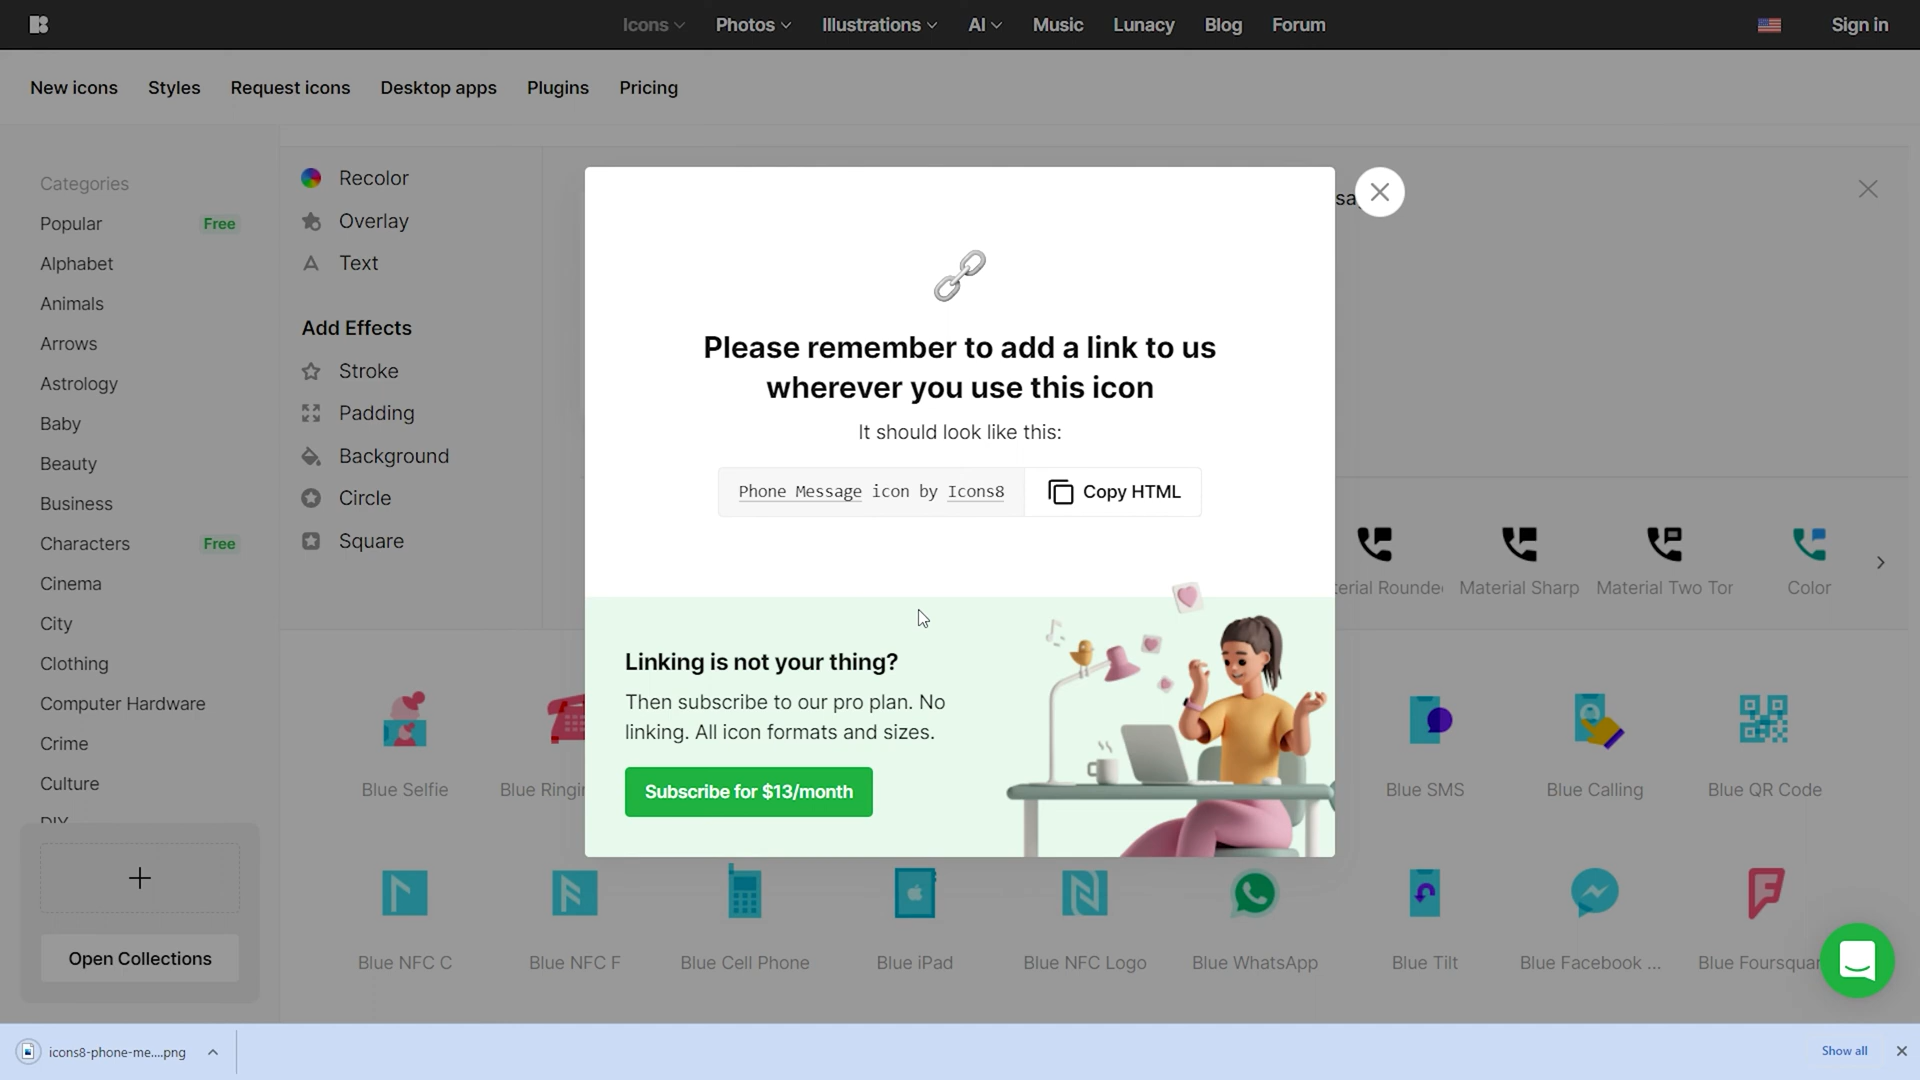 Icons
Photos
Illustrations
AI
Music
Lunacy
Blog
Forum
Sign in
New icons
Styles
Request icons
Desktop apps
Plugins
Pricing
Categories
Popular
Free
Alphabet
Animals
Arrows
Astrology
Baby
Beauty
Business
Characters
Free
Cinema
City
Clothing
Computer Hardware
Crime
Culture
Open Collections
Recolor
Overlay
Text
Add Effects
Stroke
Padding
Background
Circle
Square
Please remember to add a link to us
wherever you use this icon
It should look like this:
Phone Message icon by Icons8
Copy HTML
Linking is not your thing?
Then subscribe to our pro plan. No
linking. All icon formats and sizes.
Subscribe for $13/month
Material Sharp
Material Two Ton
Color
Blue Selfie
Blue SMS
Blue Calling
Blue QR Code
Blue NFC C
Blue NFC F
Blue Cell Phone
Blue iPad
Blue NFC Logo
Blue WhatsApp
Blue Tilt
Blue Facebook ...
Blue Foursquar
icons8-phone-me....png
Show all